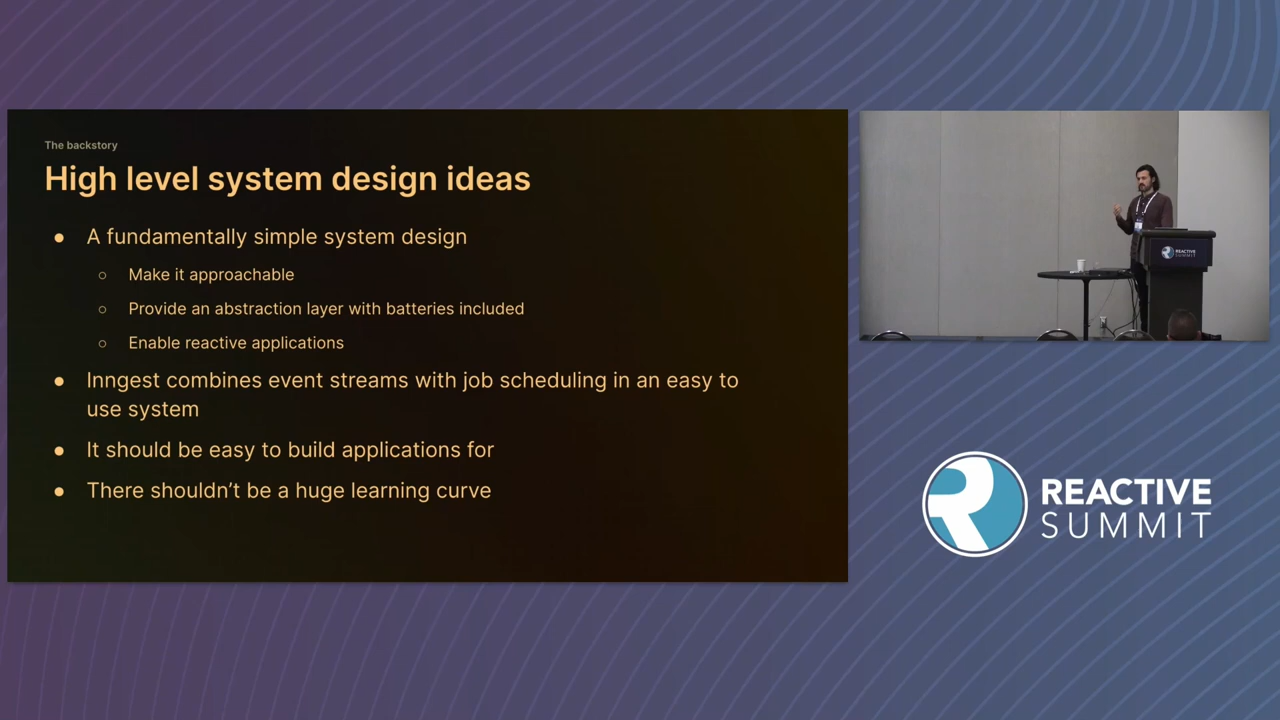 The backstory
High level system design ideas
● A fundamentally simple system design
○ Make it approachable
○ Provide an abstraction layer with batteries included
○ Enable reactive applications
● Inngest combines event streams with job scheduling in an easy to
use system
● It should be easy to build applications for
● There shouldn’t be a huge learning curve
REACTIVE
SUMMIT
REACTIVE
SUMMIT